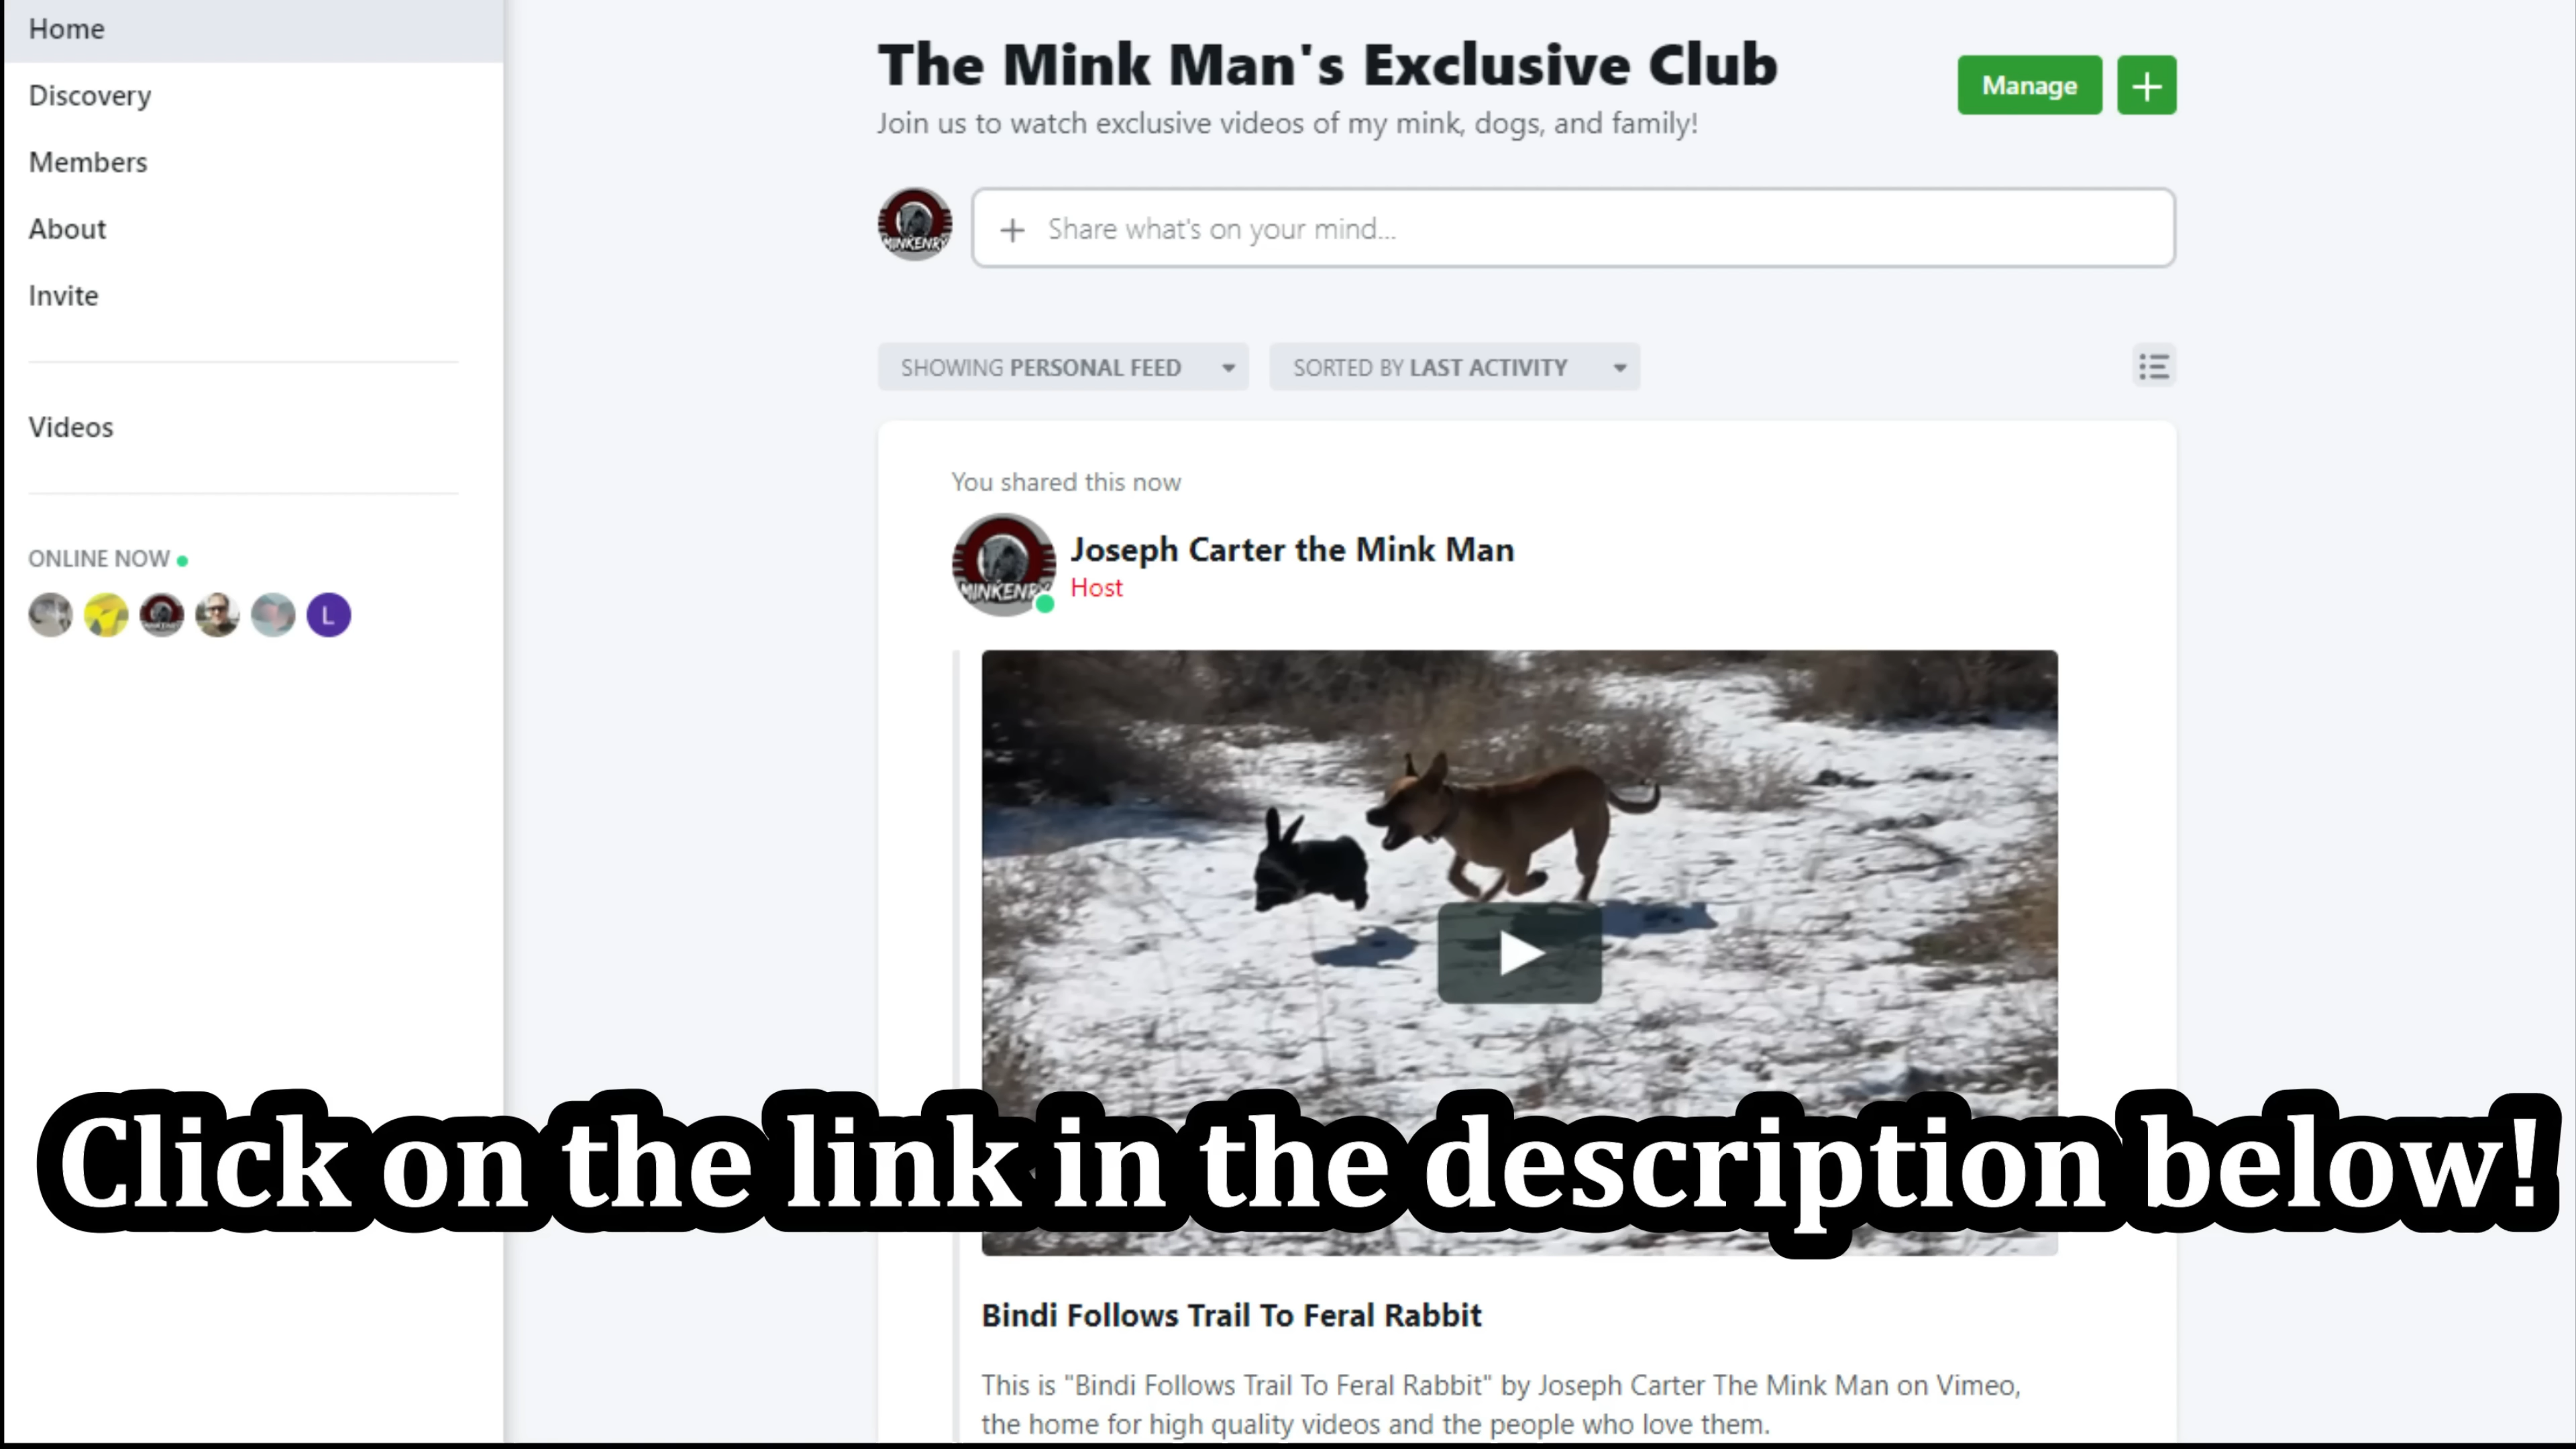 Home
Discovery
Members
About
Invite
Videos
ONLINE NOW
L
The Mink Man's Exclusive Club
Join us to watch exclusive videos of my mink, dogs, and family!
Manage
+
MINKENRY
+ Share what's on your mind...
SHOWING PERSONAL FEED
SORTED BY LAST ACTIVITY
You shared this now
MINKENRY
Joseph Carter the Mink Man
Host
Click on the link in the description below!
Bindi Follows Trail To Feral Rabbit
This is "Bindi Follows Trail To Feral Rabbit" by Joseph Carter The Mink Man on Vimeo,
the home for high quality videos and the people who love them.